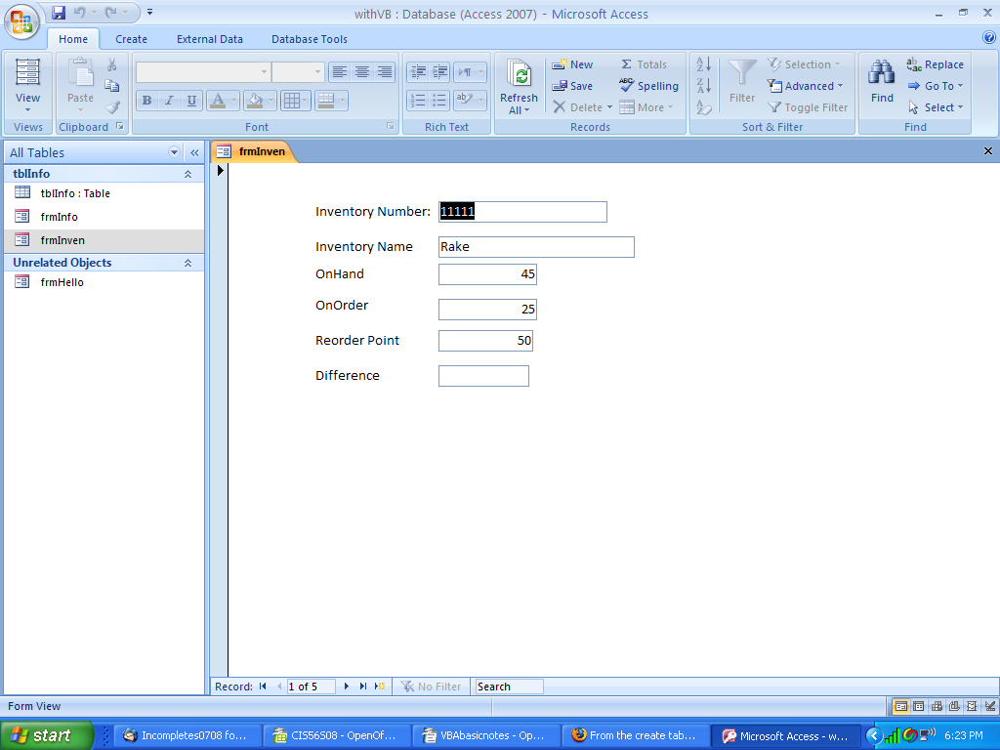 withVB : Database (Access 2007) - Microsoft Access
Home Create External Data Database Tools
View
Views
Paste
Clipboard
B I U A
Font
ab
Rich Text
Refresh All
New
Save
Delete
Σ Totals
ABC Spelling
More
Records
Filter
Selection
Advanced
Toggle Filter
Sort & Filter
Find
Replace
Go To
Select
Find
All Tables
tblInfo
tblInfo : Table
frmInfo
frmInven
Unrelated Objects
frmHello
frmInven
Inventory Number: 11111
Inventory Name Rake
OnHand 45
OnOrder 25
Reorder Point 50
Difference
Record: 1 of 5 No Filter Search
Form View
start Incompletes0708 fo... CIS56S08 - OpenOf... VBAbasicnotes - Op... From the create tab... Microsoft Access - w... 6:23 PM